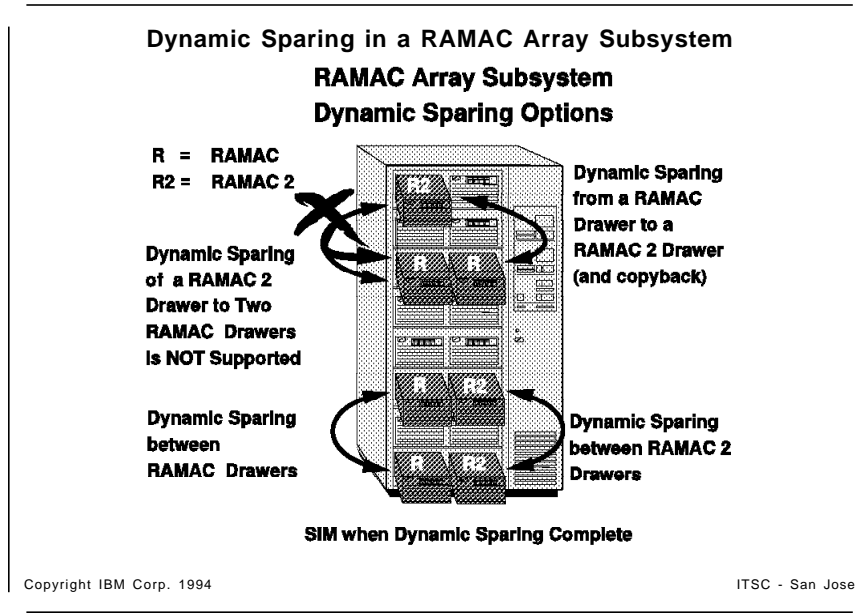 Dynamic Sparing in a RAMAC Array Subsystem
RAMAC Array Subsystem
Dynamic Sparing Options
R = RAMAC
R2 = RAMAC 2
R2
Dynamic Sparing
from a RAMAC
Drawer to a
RAMAC 2 Drawer
(and copyback)
Dynamic Sparing
of a RAMAC 2
Drawer to Two
RAMAC Drawers
is NOT Supported
R R
R R2
Dynamic Sparing
between
RAMAC Drawers
Dynamic Sparing
between RAMAC 2
Drawers
R R2
SIM when Dynamic Sparing Complete
Copyright IBM Corp. 1994
ITSC - San Jose